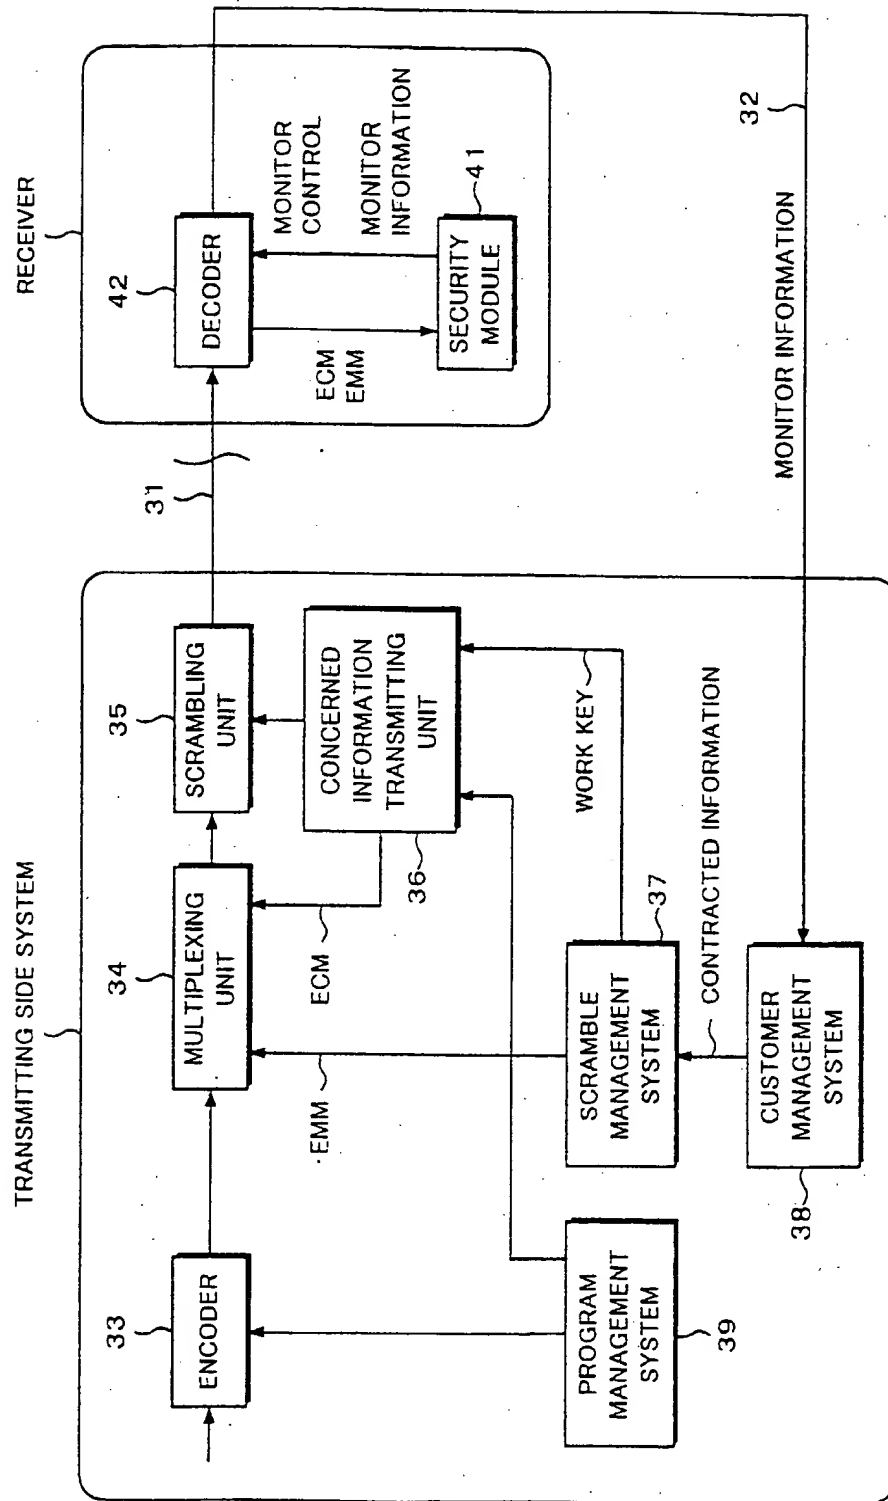 TRANSMITTING SIDE SYSTEM
RECEIVER
33
ENCODER
34
MULTIPLEXING
UNIT
35
SCRAMBLING
UNIT
31
42
DECODER
EMM
ECM
36
CONCERNED
INFORMATION
TRANSMITTING
UNIT
ECM
EMM
MONITOR
CONTROL
MONITOR
INFORMATION
SECURITY
MODULE
41
39
PROGRAM
MANAGEMENT
SYSTEM
SCRAMBLE
MANAGEMENT
SYSTEM
37
WORK KEY
38
CUSTOMER
MANAGEMENT
SYSTEM
CONTRACTED INFORMATION
MONITOR INFORMATION
32